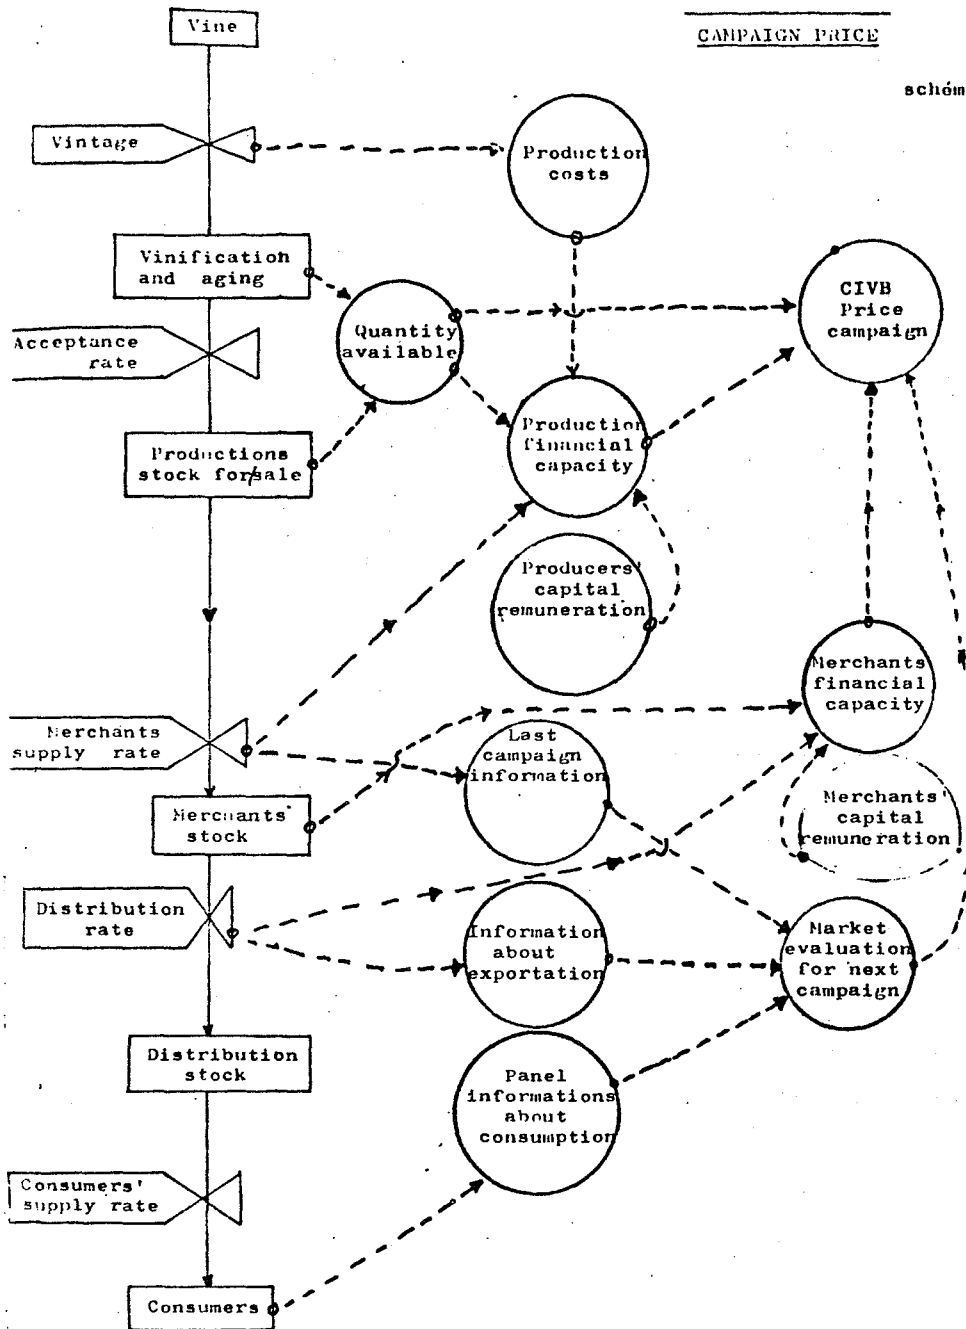 Vine
CAMPAIGN PRICE
schém
Vintage
Production
costs
Vinification
and aging
CIVB
Price
campaign
Quantity
available
Acceptance
rate
Production
financial
capacity
Productions
stock for/sale
Producers'
capital
remuneration
Merchants
financial
capacity
Merchants
supply rate
Last
campaign
information
Merchants'
stock
Merchants'
capital
remuneration
Distribution
rate
Information
about
exportation
Market
evaluation
for next
campaign
Distribution
stock
Panel
informations
about
consumption
Consumers'
supply rate
Consumers